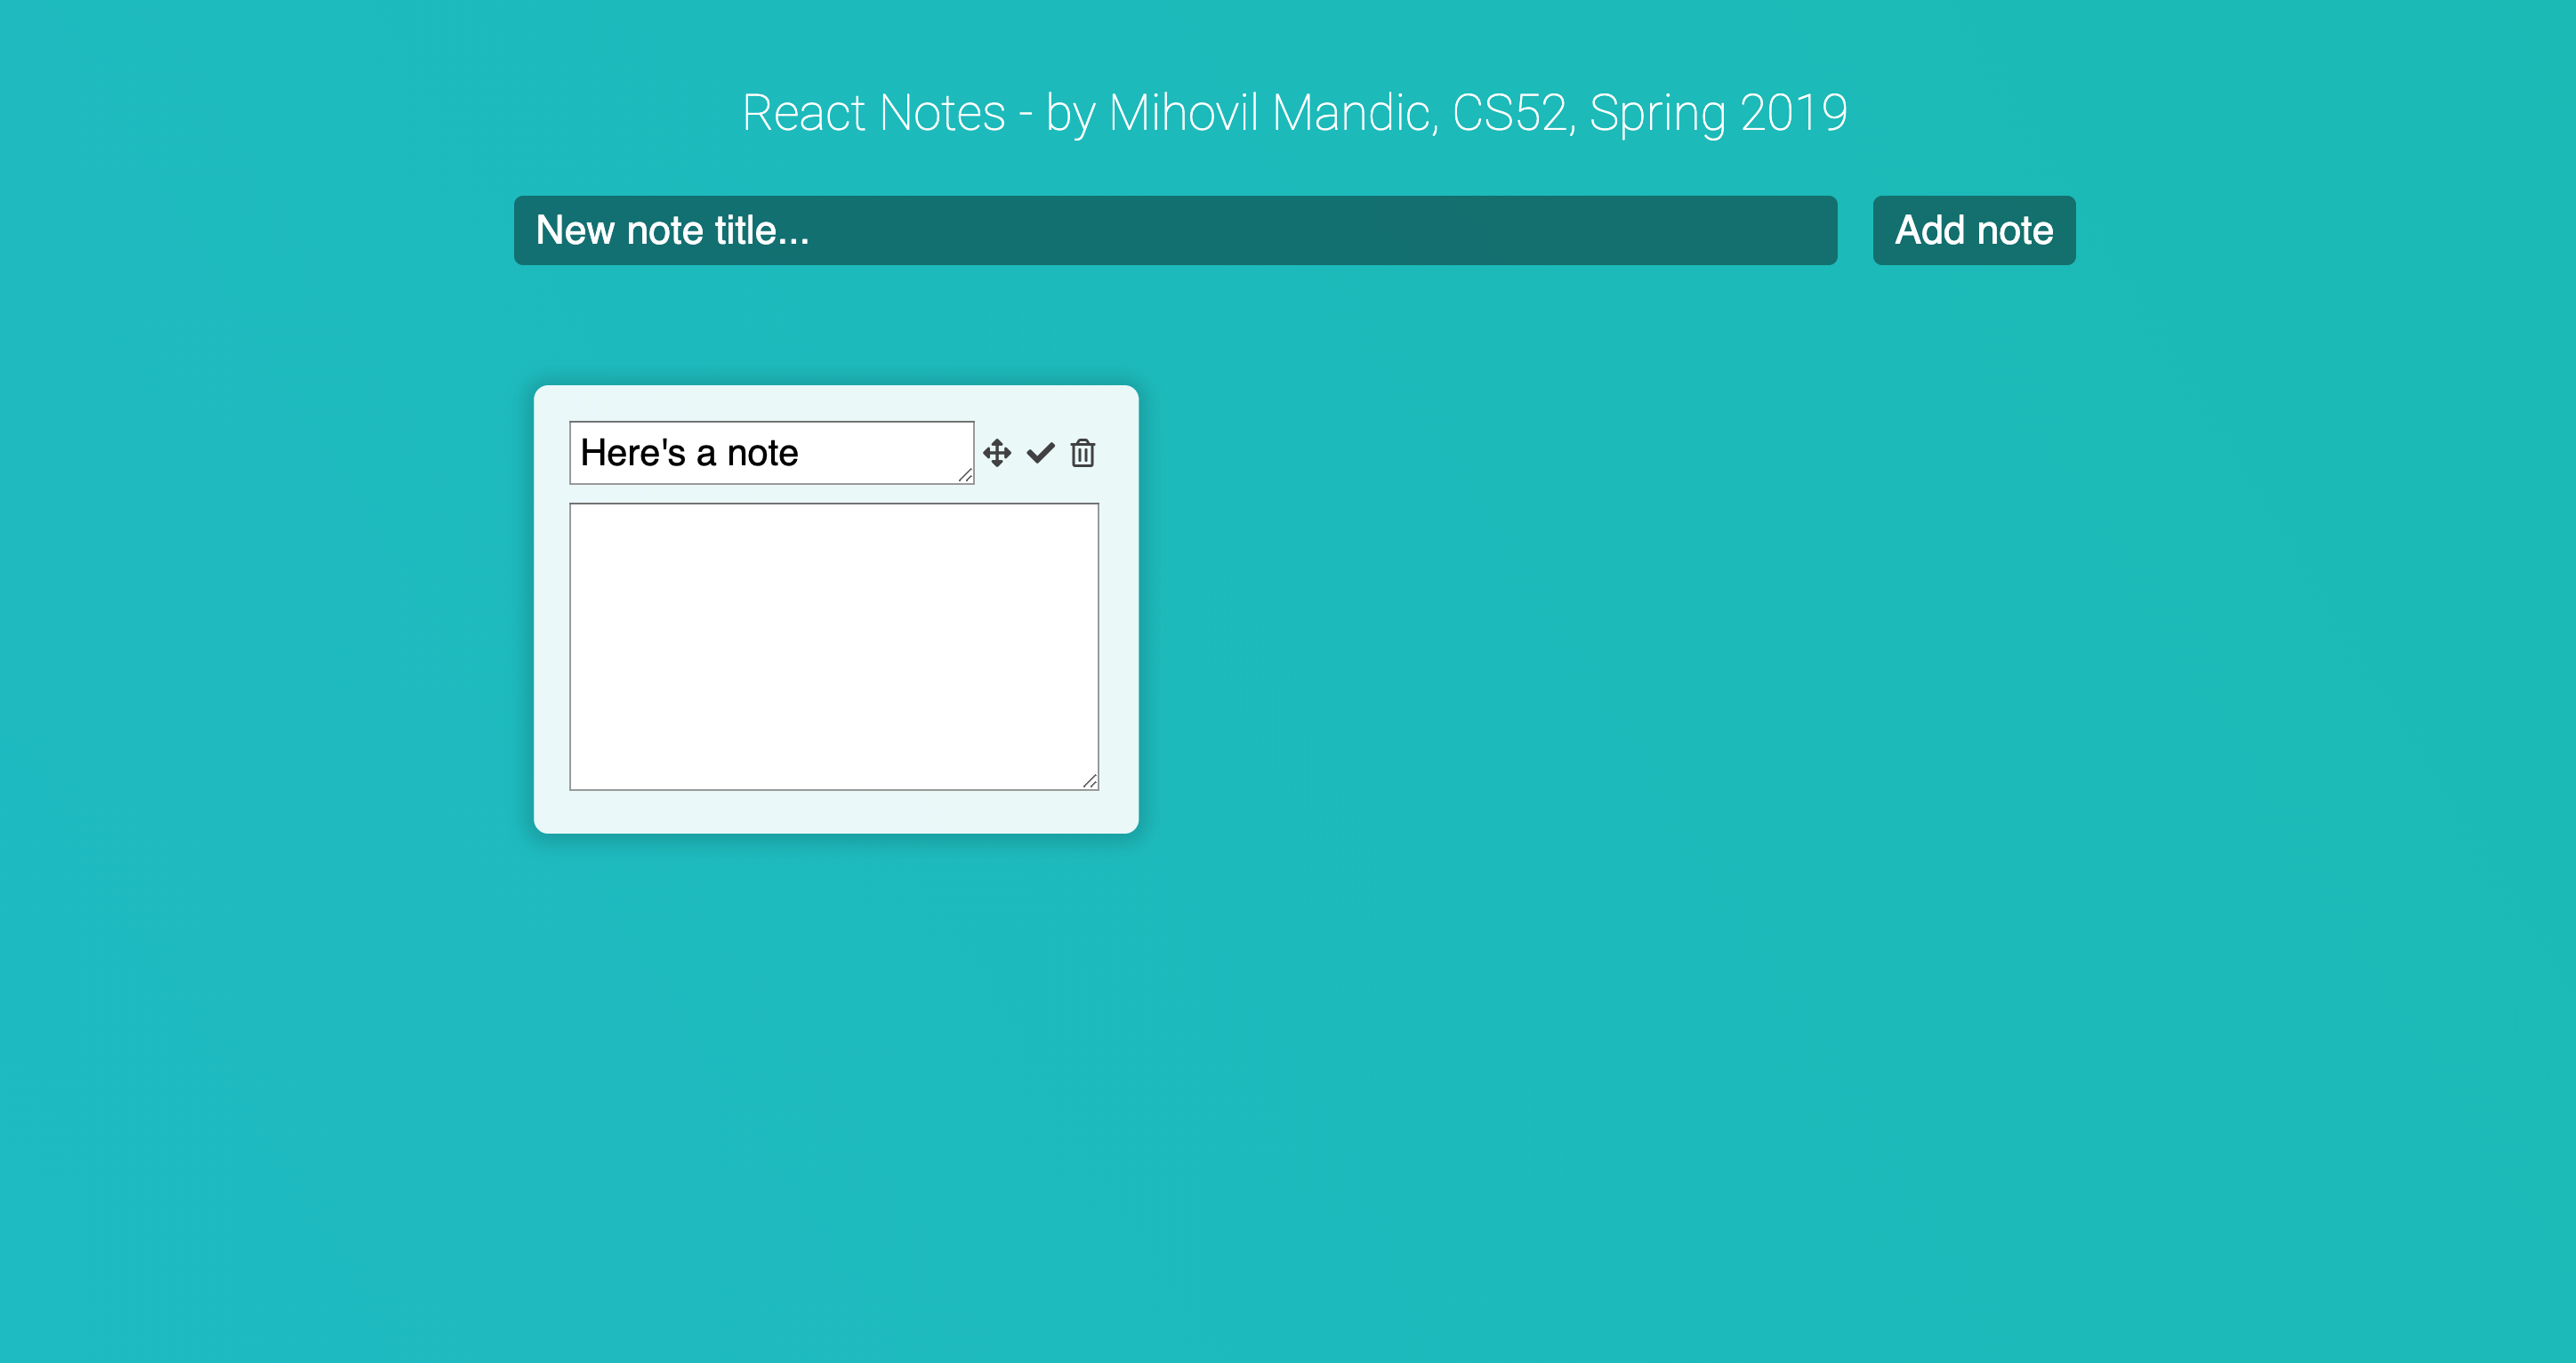 React Notes - by Mihovil Mandic, CS52, Spring 2019
New note title...
Add note
Here's a note